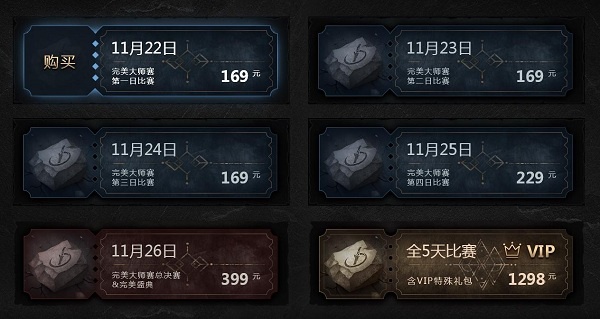 购买
11月22日
完美大师赛
第一日比赛
169 元
11月23日
完美大师赛
第二日比赛
169 元
11月24日
完美大师赛
第三日比赛
169 元
11月25日
完美大师赛
第四日比赛
229 元
11月26日
完美大师赛总决赛
&完美盛典
399 元
全5天比赛 VIP
含VIP特殊礼包 1298 元